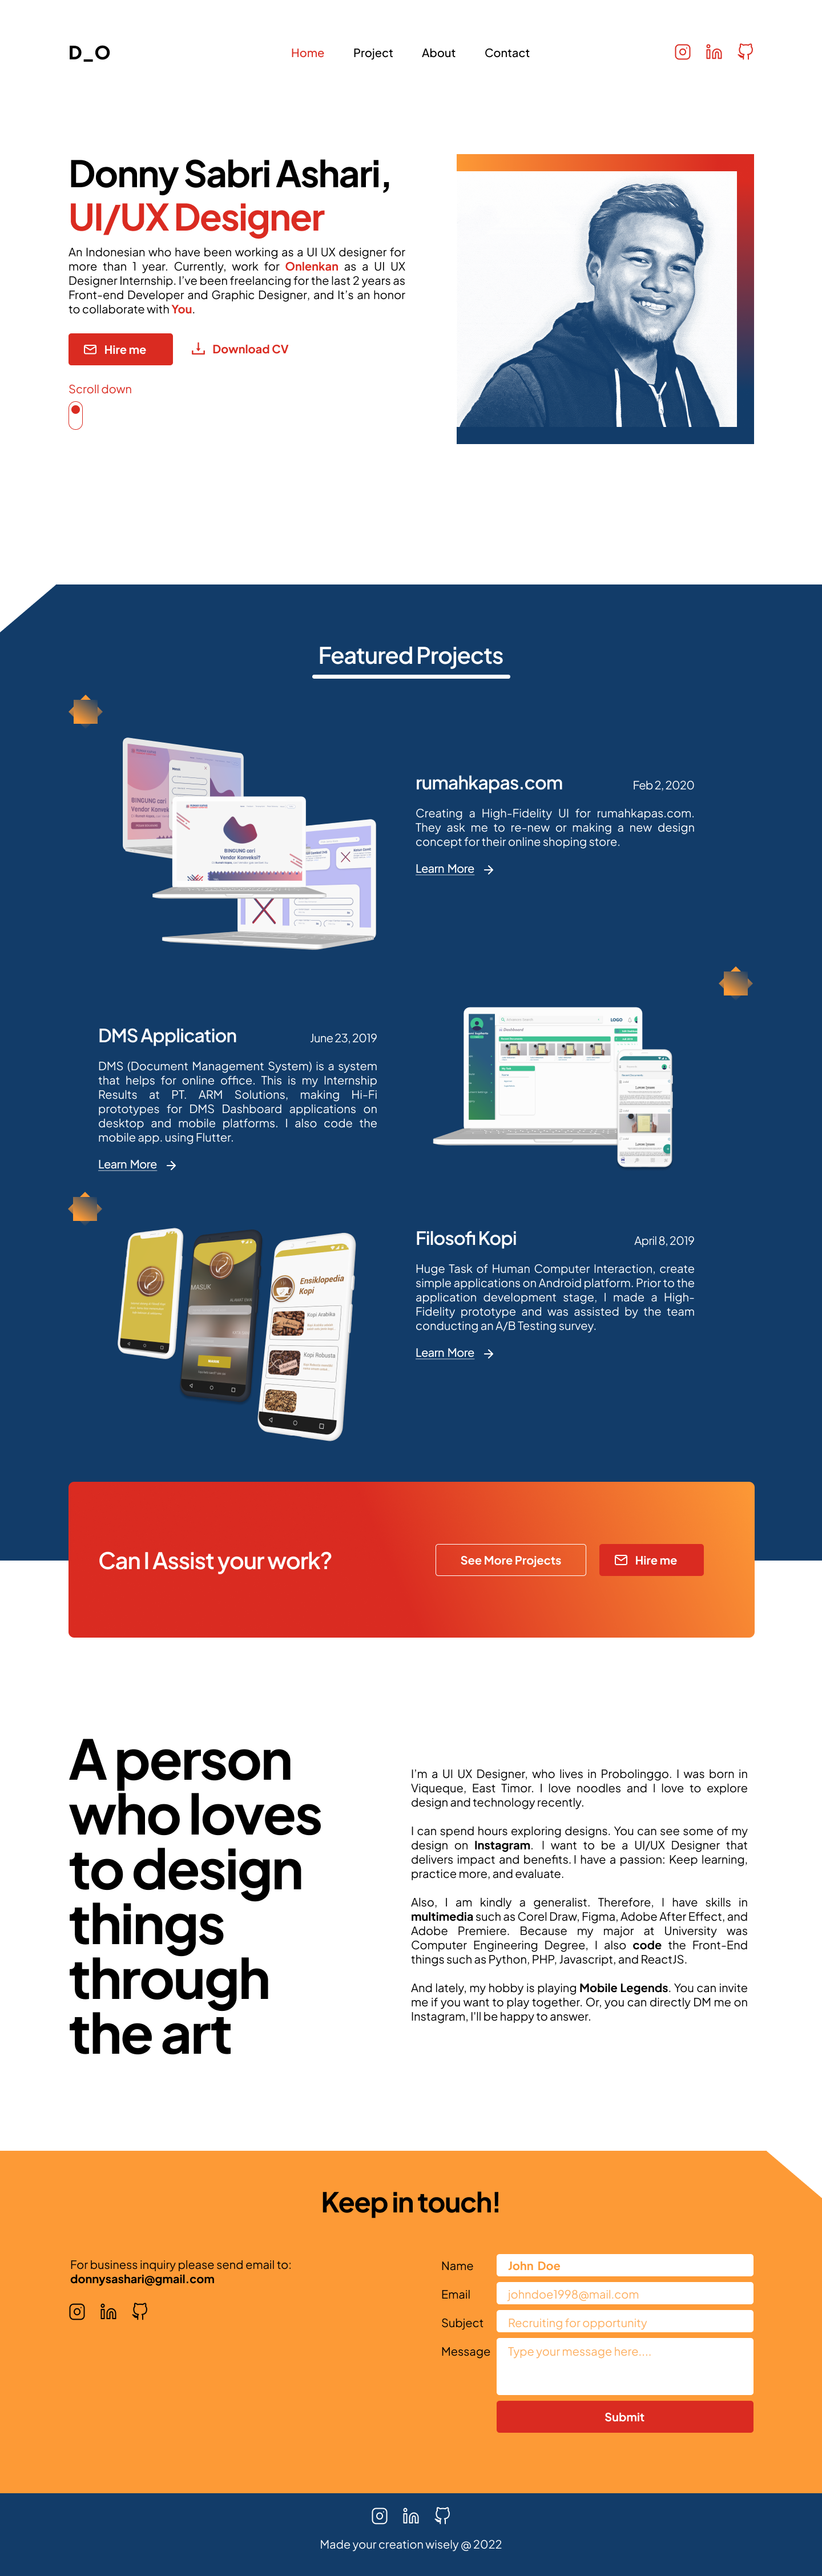 D_O
Home Project About Contact
Donny Sabri Ashari,
UI/UX Designer
An Indonesian who have been working as a UI UX designer for
more than 1 year. Currently, work for Onlenkan as a UI UX
Designer Internship. I've been freelancing for the last 2 years as
Front-end Developer and Graphic Designer, and It's an honor
to collaborate with You.
Hire me
Download CV
Scroll down
Featured Projects
BINGUNG cari
Vendor Konveksi?
rumahkapas.com
Feb 2, 2020
Creating a High-Fidelity UI for rumahkapas.com.
They ask me to re-new or making a new design
concept for their online shoping store.
Learn More
DMS Application
June 23, 2019
DMS (Document Management System) is a system
that helps for online office. This is my Internship
Results at PT. ARM Solutions, making Hi-Fi
prototypes for DMS Dashboard applications on
desktop and mobile platforms. I also code the
mobile app. using Flutter.
Learn More
LOGO
Lorem Ipsum
Lorem Ipsum
MASUK
Ensiklopedia
Kopi
Kopi Arabika
Kopi Robusta
Filosofi Kopi
April 8, 2019
Huge Task of Human Computer Interaction, create
simple applications on Android platform. Prior to the
application development stage, I made a High-
Fidelity prototype and was assisted by the team
conducting an A/B Testing survey.
Learn More
Can I Assist your work?
See More Projects
Hire me
A person
who loves
to design
things
through
the art
I'm a UI UX Designer, who lives in Probolinggo. I was born in
Viqueque, East Timor. I love noodles and I love to explore
design and technology recently.
I can spend hours exploring designs. You can see some of my
design on Instagram. I want to be a UI/UX Designer that
delivers impact and benefits. I have a passion: Keep learning,
practice more, and evaluate.
Also, I am kindly a generalist. Therefore, I have skills in
multimedia such as Corel Draw, Figma, Adobe After Effect, and
Adobe Premiere. Because my major at University was
Computer Engineering Degree, I also code the Front-End
things such as Python, PHP, Javascript, and ReactJS.
And lately, my hobby is playing Mobile Legends. You can invite
me if you want to play together. Or, you can directly DM me on
Instagram, I'll be happy to answer.
Keep in touch!
For business inquiry please send email to:
donnysashari@gmail.com
Name
John Doe
Email
johndoe1998@mail.com
Subject
Recruiting for opportunity
Message
Type your message here....
Submit
Made your creation wisely @ 2022